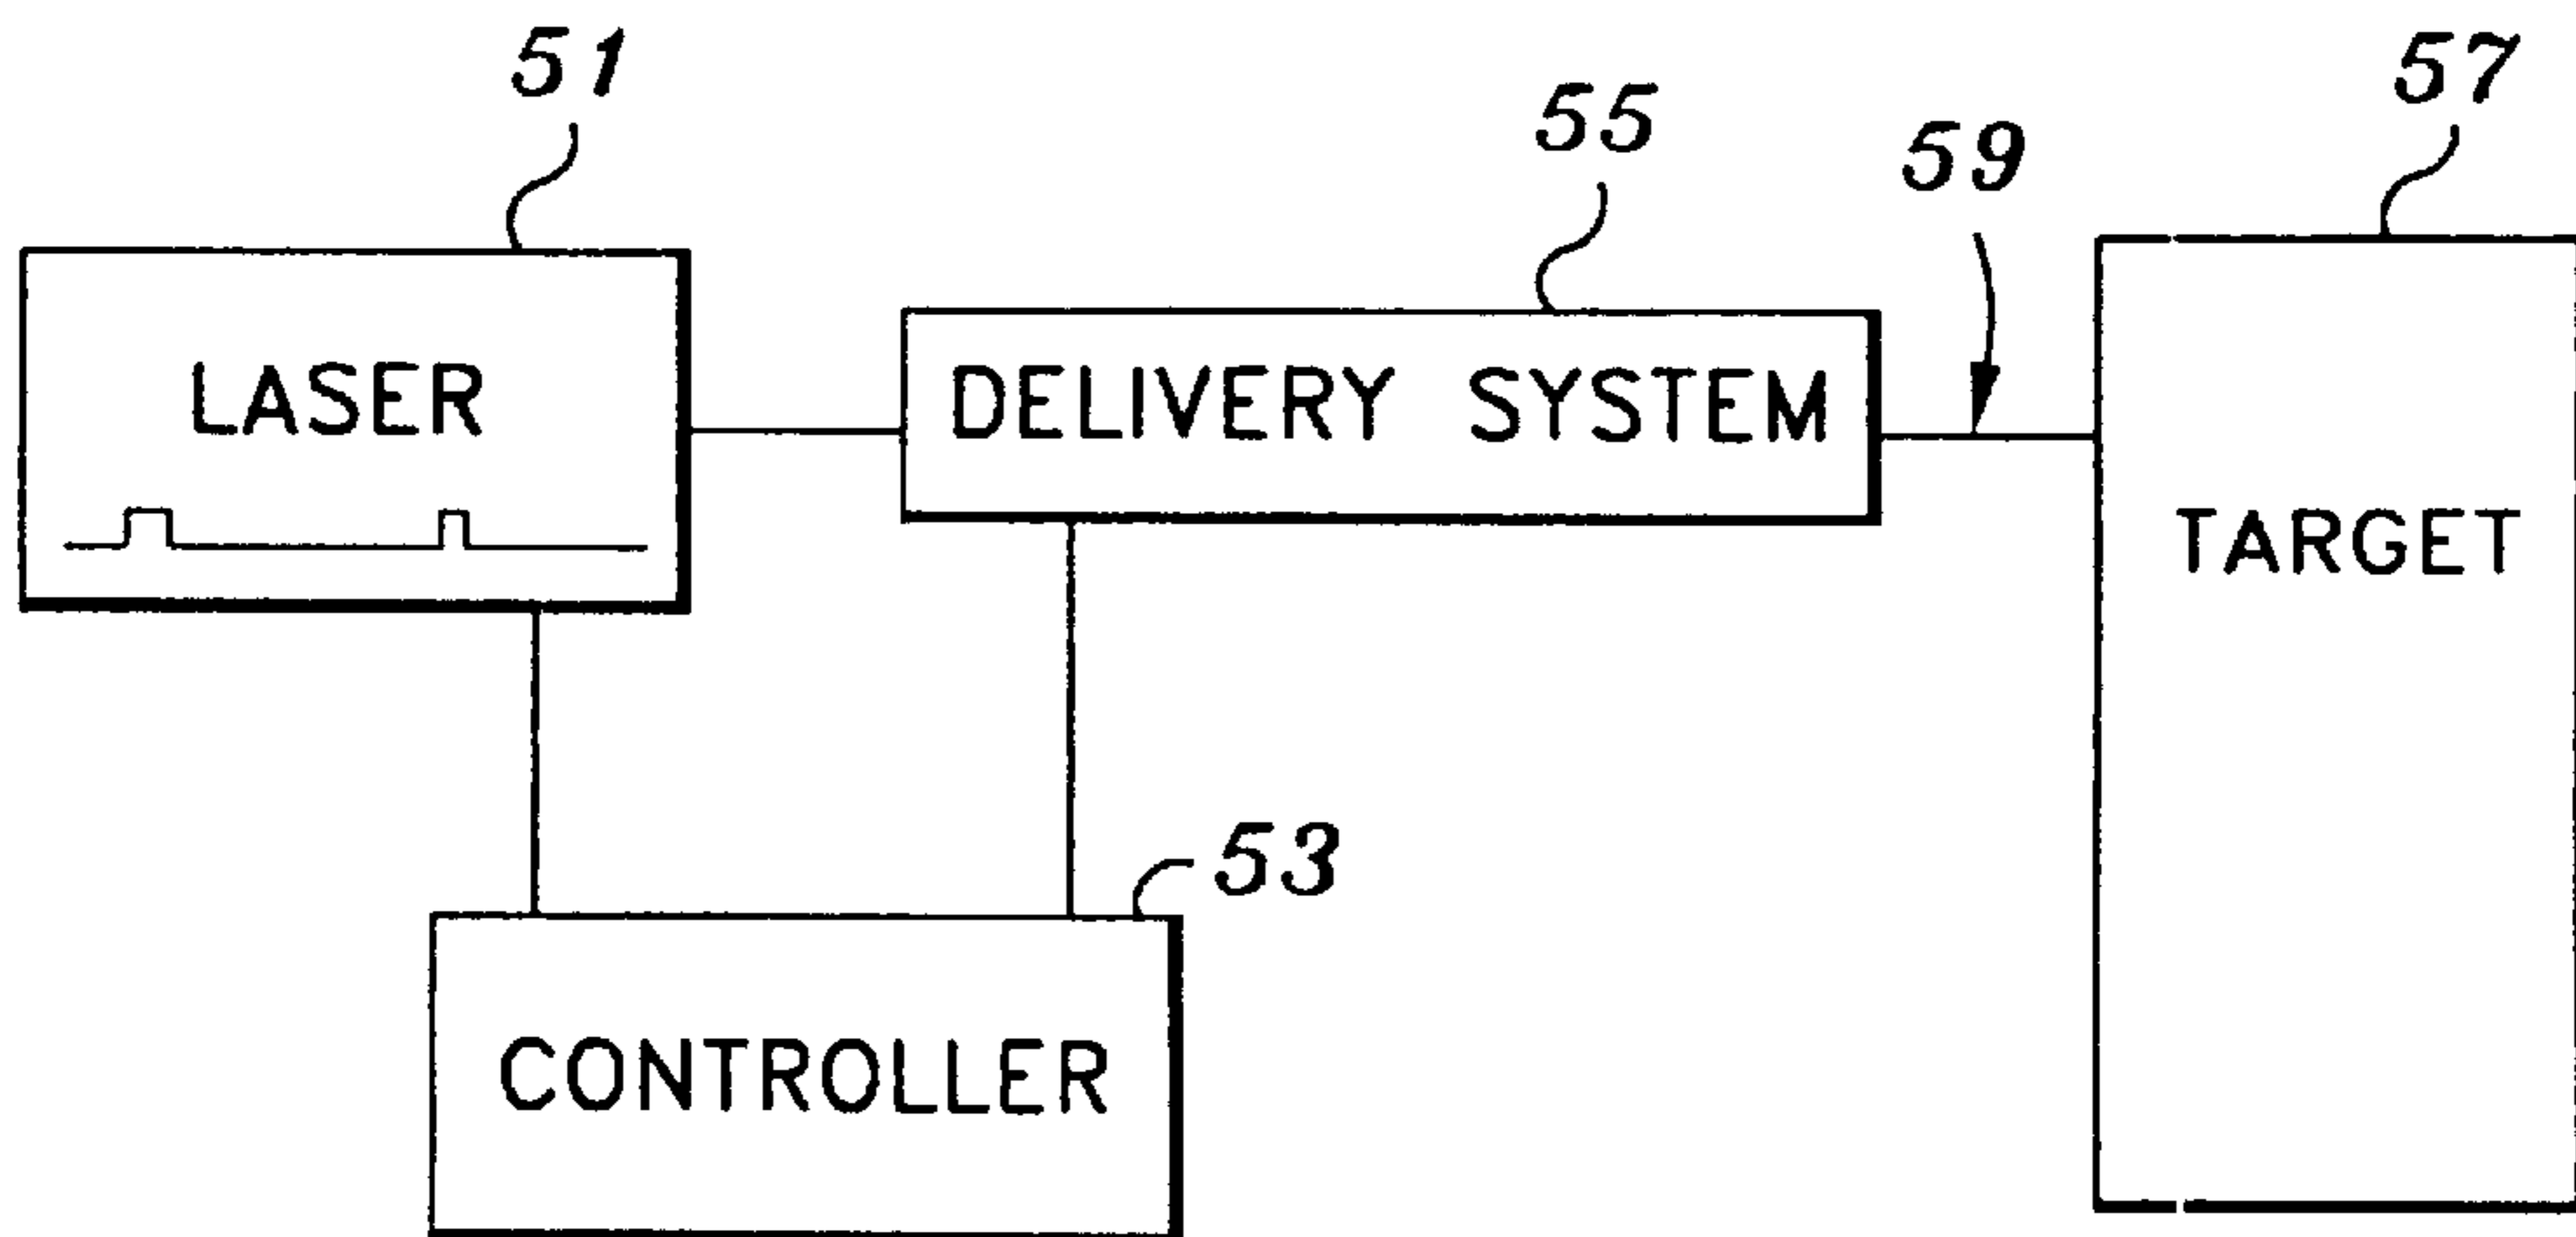 51
55
57
59
LASER
DELIVERY SYSTEM
TARGET
53
CONTROLLER